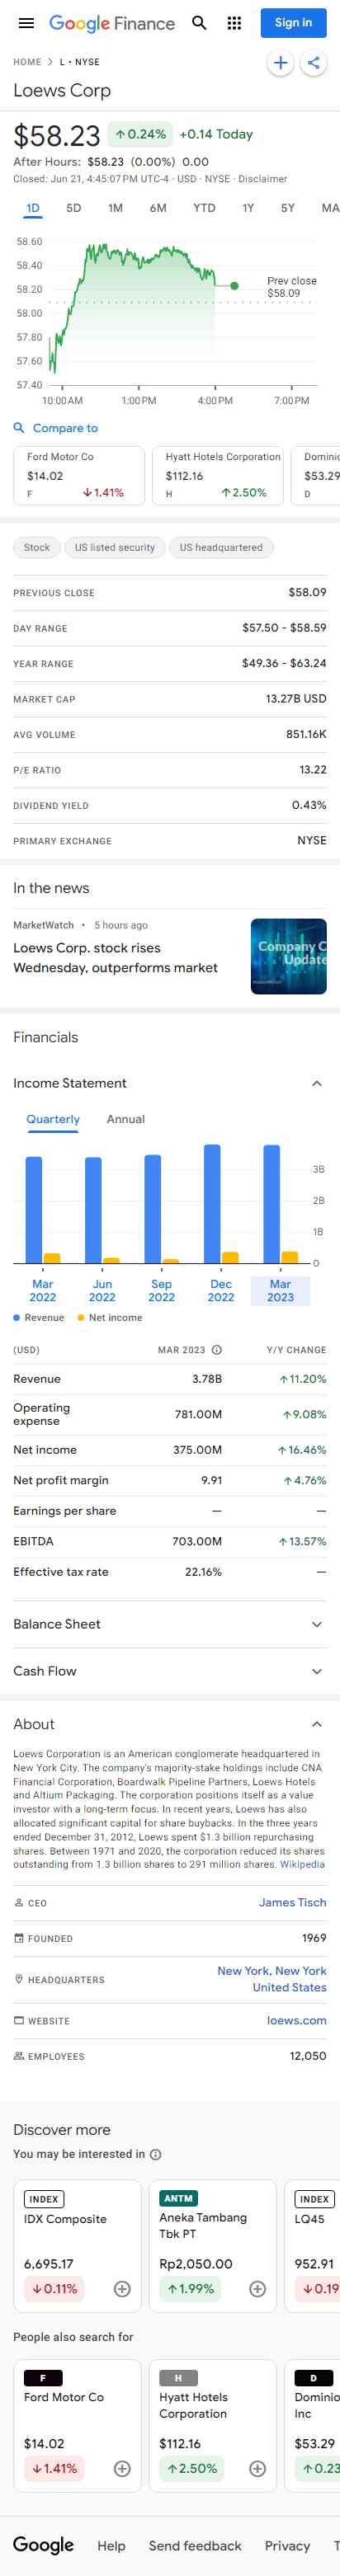 Google Finance
Sign in
HOME
L • NYSE
Loews Corp
$58.23
0.24%
+0.14 Today
After Hours: $58.23 (0.00%) 0.00
Closed: Jun 21, 4:45:07 PM UTC-4 · USD · NYSE · Disclaimer
1D 5D 1M 6M YTD 1Y 5Y MA
58.60
58.40
58.20
58.00
57.80
57.60
57.40
Prev close
$58.09
10:00 AM 1:00 PM 4:00 PM 7:00 PM
Compare to
Ford Motor Co
$14.02
F
1.41%
Hyatt Hotels Corporation
$112.16
H
2.50%
$53.29
D
Stock
US listed security
US headquartered
PREVIOUS CLOSE $58.09
DAY RANGE $57.50 - $58.59
YEAR RANGE $49.36 - $63.24
MARKET CAP 13.27B USD
AVG VOLUME 851.16K
P/E RATIO 13.22
DIVIDEND YIELD 0.43%
PRIMARY EXCHANGE NYSE
In the news
MarketWatch • 5 hours ago
Loews Corp. stock rises
Wednesday, outperforms market
Company C
Update
Financials
Income Statement
Quarterly Annual
3B
2B
1B
0
Mar 2022
Jun 2022
Sep 2022
Dec 2022
Mar 2023
Revenue
Net income
(USD) MAR 2023 Y/Y CHANGE
Revenue 3.78B 11.20%
Operating
expense 781.00M 9.08%
Net income 375.00M 16.46%
Net profit margin 9.91 4.76%
Earnings per share — —
EBITDA 703.00M 13.57%
Effective tax rate 22.16% —
Balance Sheet
Cash Flow
About
Loews Corporation is an American conglomerate headquartered in
New York City. The company's majority-stake holdings include CNA
Financial Corporation, Boardwalk Pipeline Partners, Loews Hotels
and Altium Packaging. The corporation positions itself as a value
investor with a long-term focus. In recent years, Loews has also
allocated significant capital for share buybacks. In the three years
ended December 31, 2012, Loews spent $1.3 billion repurchasing
shares. Between 1971 and 2020, the corporation reduced its shares
outstanding from 1.3 billion shares to 291 million shares. Wikipedia
CEO James Tisch
FOUNDED 1969
HEADQUARTERS New York, New York
United States
WEBSITE loews.com
EMPLOYEES 12,050
Discover more
You may be interested in
INDEX
IDX Composite
6,695.17
0.11%
ANTM
Aneka Tambang
Tbk PT
Rp2,050.00
1.99%
INDEX
LQ45
952.91
0.19
People also search for
F
Ford Motor Co
$14.02
1.41%
H
Hyatt Hotels
Corporation
$112.16
2.50%
D
Dominio
Inc
$53.29
0.23
Google
Help
Send feedback
Privacy
T